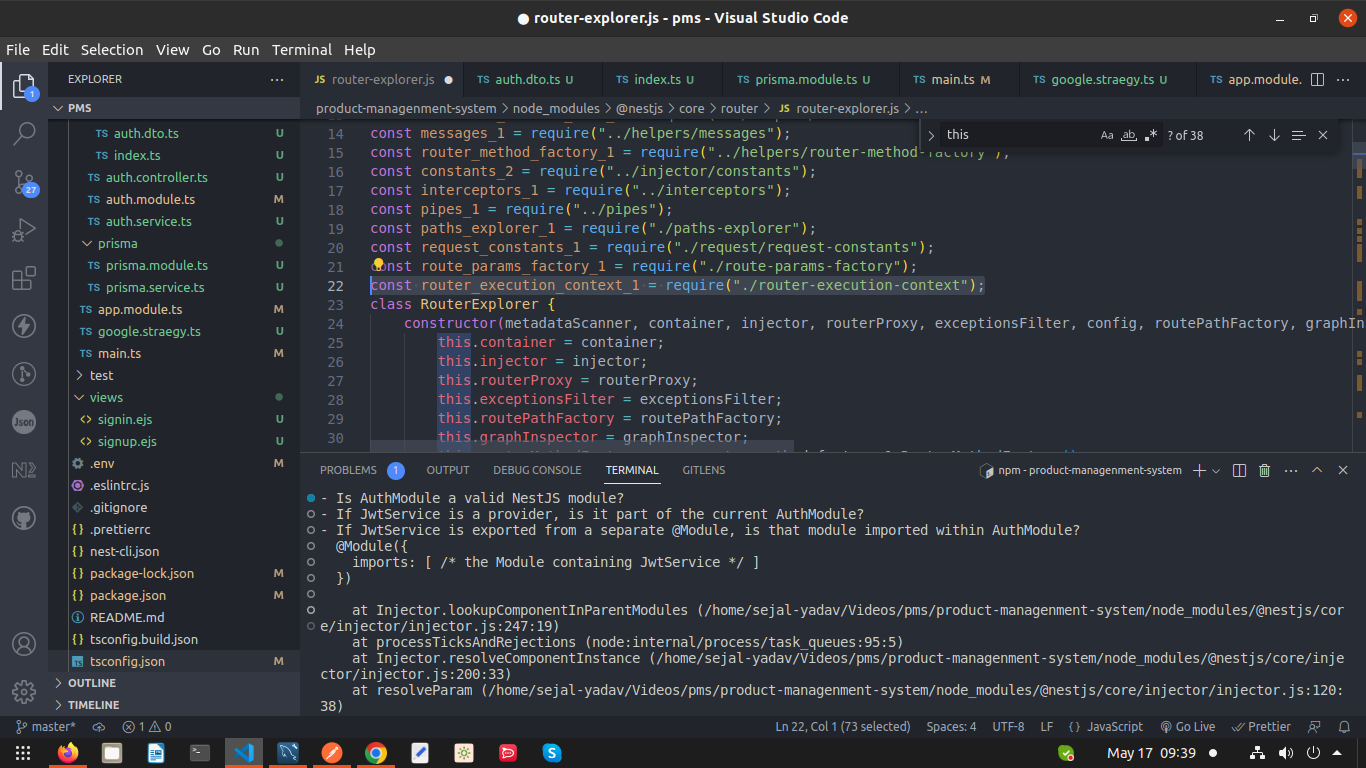 router-explorer.js - pms - Visual Studio Code
File Edit Selection View Go Run Terminal Help
EXPLORER
PMS
auth.dto.ts U
index.ts U
auth.controller.ts U
auth.module.ts M
auth.service.ts U
prisma
prisma.module.ts U
prisma.service.ts U
app.module.ts M
google.straegy.ts U
main.ts M
test
views
signin.ejs U
signup.ejs U
.env M
.eslintrc.js
.gitignore
.prettierrc
nest-cli.json
package-lock.json M
package.json M
README.md
tsconfig.build.json
tsconfig.json M
OUTLINE
TIMELINE
1
27
Json
JS router-explorer.js TS auth.dto.ts U TS index.ts U TS prisma.module.ts U TS main.ts M TS google.straegy.ts U TS app.module.
product-managenment-system > node_modules > @nestjs > core > router > JS router-explorer.js > ...
this Aa ab .* ? of 38
14 const messages_1 = require("../helpers/messages");
15 const router_method_factory_1 = require("../helpers/router-method-factory");
16 const constants_2 = require("../injector/constants");
17 const interceptors_1 = require("../interceptors");
18 const pipes_1 = require("../pipes");
19 const paths_explorer_1 = require("./paths-explorer");
20 const request_constants_1 = require("./request/request-constants");
21 const route_params_factory_1 = require("./route-params-factory");
22 const router_execution_context_1 = require("./router-execution-context");
23 class RouterExplorer {
24 constructor(metadataScanner, container, injector, routerProxy, exceptionsFilter, config, routePathFactory, graphIn
25 this.container = container;
26 this.injector = injector;
27 this.routerProxy = routerProxy;
28 this.exceptionsFilter = exceptionsFilter;
29 this.routePathFactory = routePathFactory;
30 this.graphInspector = graphInspector;
PROBLEMS 1 OUTPUT DEBUG CONSOLE TERMINAL GITLENS
npm - product-managenment-system
- Is AuthModule a valid NestJS module?
- If JwtService is a provider, is it part of the current AuthModule?
- If JwtService is exported from a separate @Module, is that module imported within AuthModule?
@Module({
imports: [ /* the Module containing JwtService */ ]
})
at Injector.lookupComponentInParentModules (/home/sejal-yadav/Videos/pms/product-managenment-system/node_modules/@nestjs/cor
e/injector/injector.js:247:19)
at processTicksAndRejections (node:internal/process/task_queues:95:5)
at Injector.resolveComponentInstance (/home/sejal-yadav/Videos/pms/product-managenment-system/node_modules/@nestjs/core/inje
ctor/injector.js:200:33)
at resolveParam (/home/sejal-yadav/Videos/pms/product-managenment-system/node_modules/@nestjs/core/injector/injector.js:120:
38)
master* 1 0 Ln 22, Col 1 (73 selected) Spaces: 4 UTF-8 LF {} JavaScript Go Live Prettier
May 17 09:39